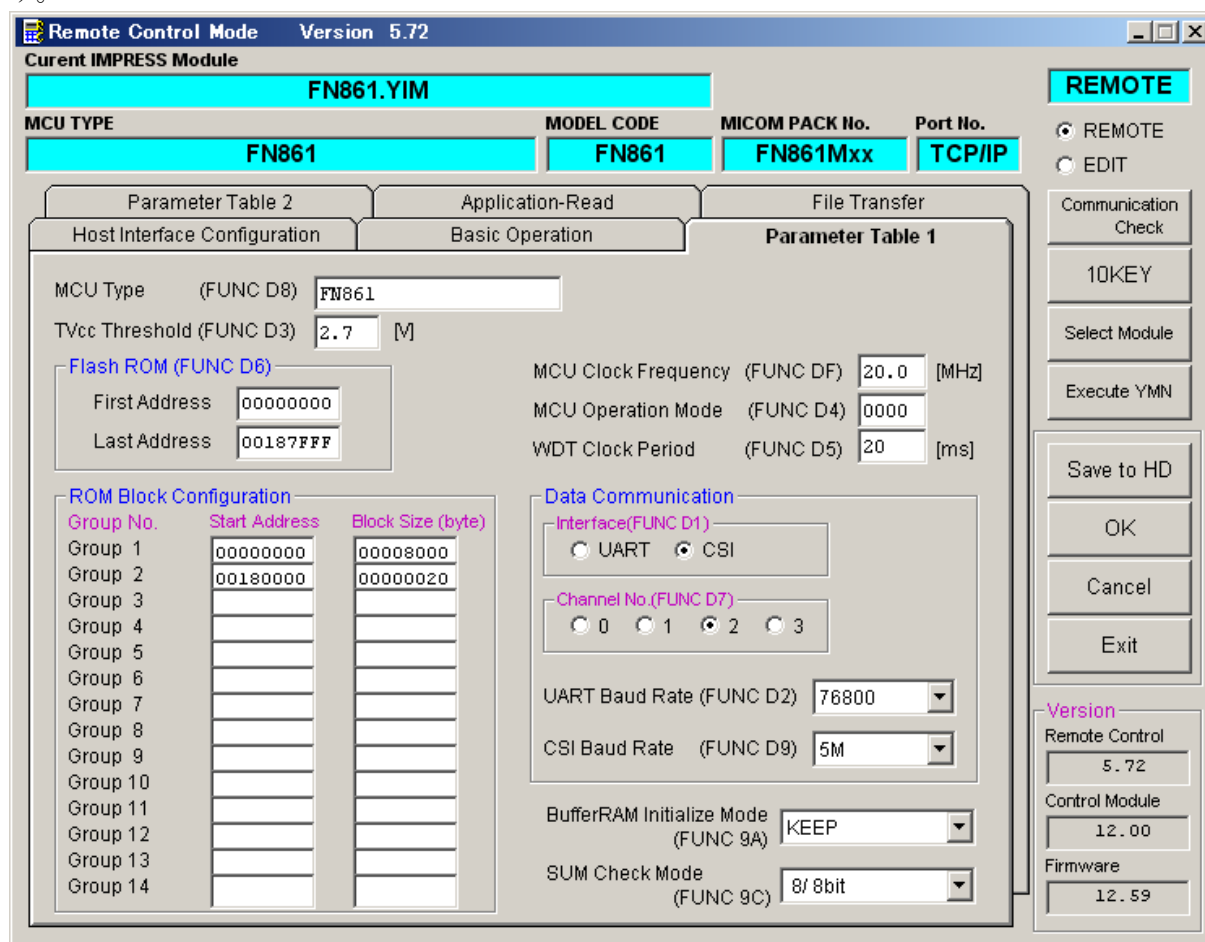 )。
Remote Control Mode Version 5.72
Curent IMPRESS Module
FN861.YIM
REMOTE
MCU TYPE
MODEL CODE
MICOM PACK No.
Port No.
FN861
FN861
FN861Mxx
TCP/IP
REMOTE
EDIT
Parameter Table 2
Application-Read
File Transfer
Host Interface Configuration
Basic Operation
Parameter Table 1
MCU Type (FUNC D8) FN861
TVcc Threshold (FUNC D3) 2.7 [V]
Flash ROM (FUNC D6)
First Address 00000000
Last Address 00187FFF
MCU Clock Frequency (FUNC DF) 20.0 [MHz]
MCU Operation Mode (FUNC D4) 0000
WDT Clock Period (FUNC D5) 20 [ms]
ROM Block Configuration
Group No. Start Address Block Size (byte)
Group 1 00000000 00008000
Group 2 00180000 00000020
Group 3
Group 4
Group 5
Group 6
Group 7
Group 8
Group 9
Group 10
Group 11
Group 12
Group 13
Group 14
Data Communication
Interface(FUNC D1)
UART CSI
Channel No.(FUNC D7)
0 1 2 3
UART Baud Rate (FUNC D2) 76800
CSI Baud Rate (FUNC D9) 5M
BufferRAM Initialize Mode
(FUNC 9A) KEEP
SUM Check Mode
(FUNC 9C) 8/ 8bit
Communication
Check
10KEY
Select Module
Execute YMN
Save to HD
OK
Cancel
Exit
Version
Remote Control
5.72
Control Module
12.00
Firmware
12.59